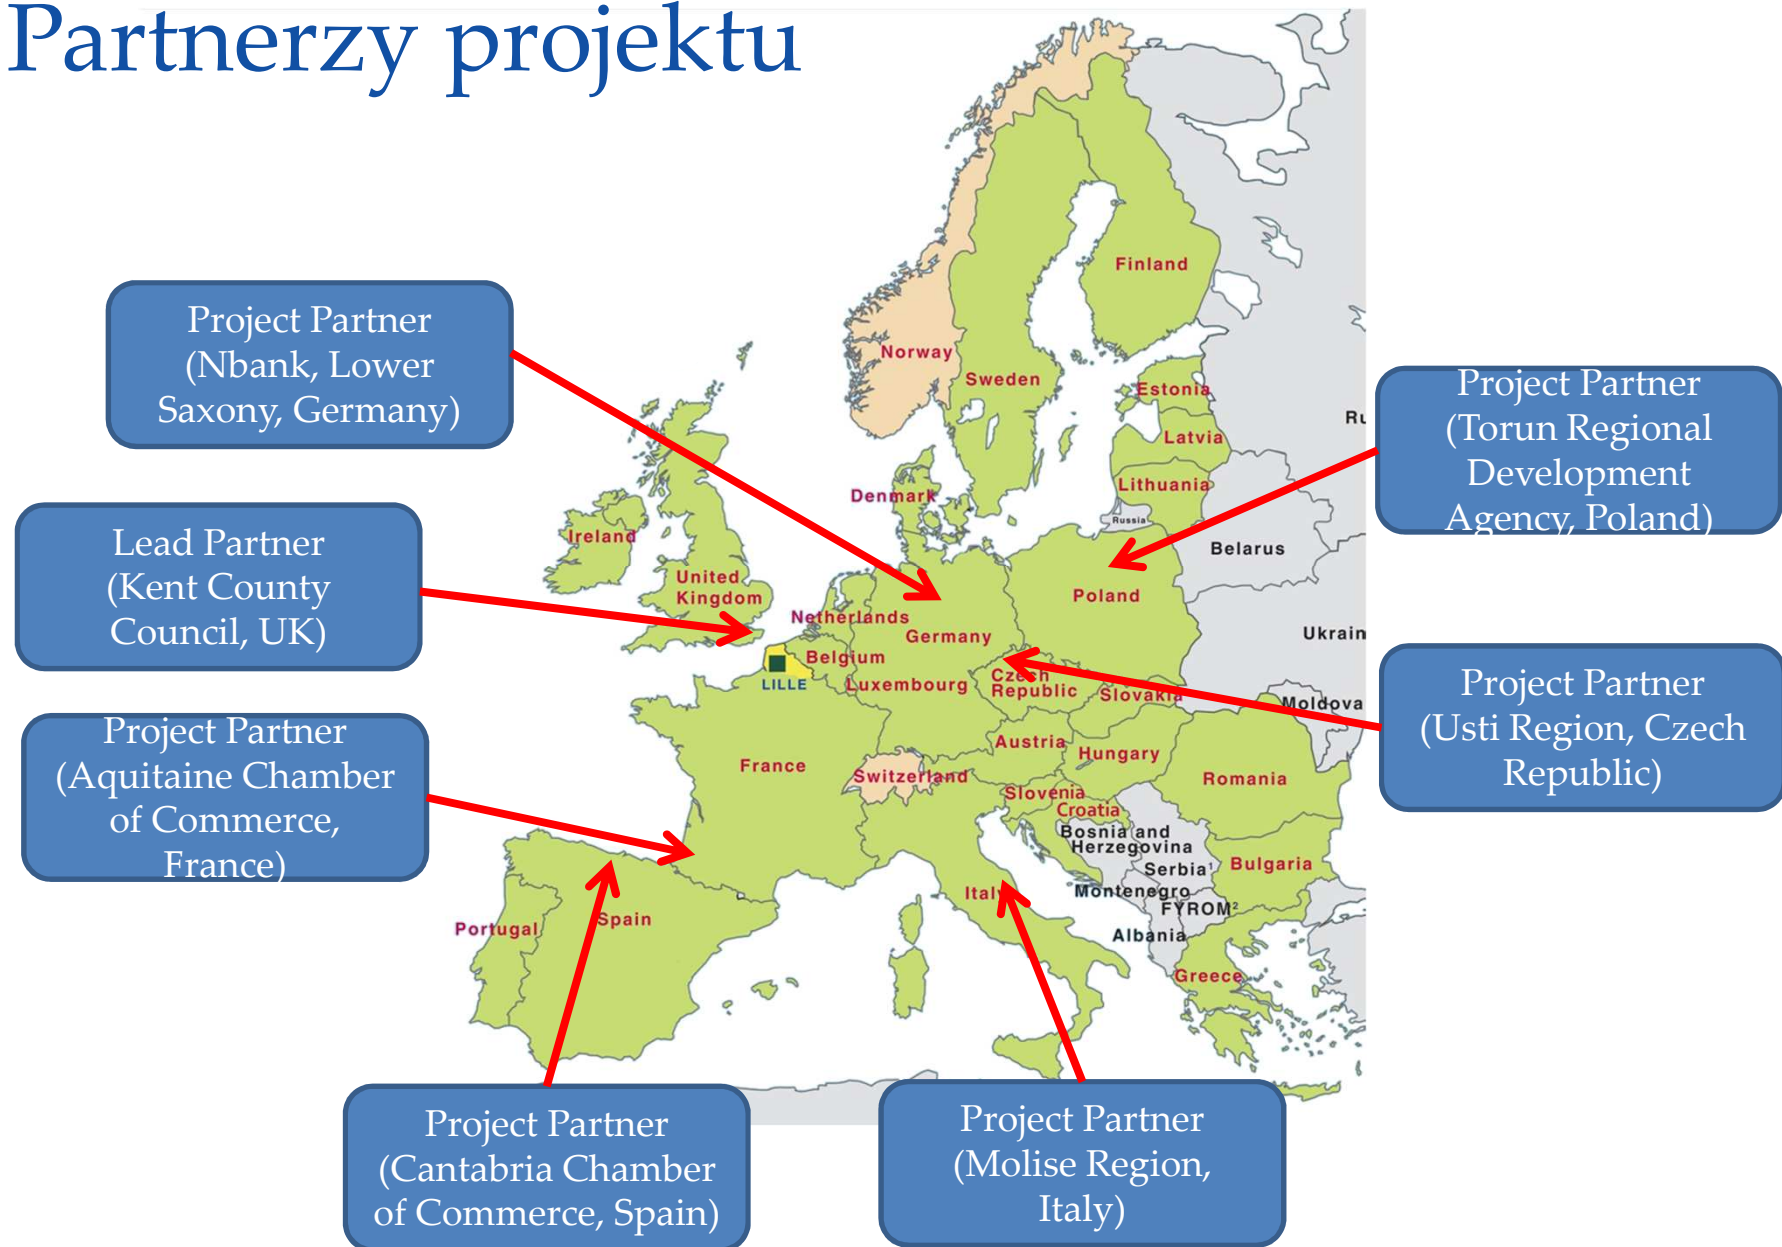 Partnerzy projektu
Project Partner
(Nbank, Lower
Saxony, Germany)
Lead Partner
(Kent County
Council, UK)
Project Partner
(Aquitaine Chamber
of Commerce,
France)
Project Partner
(Cantabria Chamber
of Commerce, Spain)
Project Partner
(Molise Region,
Italy)
Project Partner
(Torun Regional
Development
Agency, Poland)
Project Partner
(Usti Region, Czech
Republic)
Finland
Norway
Sweden
Estonia
Latvia
Lithuania
Denmark
Russia
Ru
Ireland
United
Kingdom
Belarus
Netherlands
Poland
Germany
Ukrain
Belgium
LILLE
Luxembourg
Czech
Republic
Slovakia
Moldova
Austria
Hungary
France
Switzerland
Romania
Slovenia
Croatia
Bosnia and
Herzegovina
Serbia¹
Bulgaria
Italy
Montenegro
FYROM²
Portugal
Spain
Albania
Greece